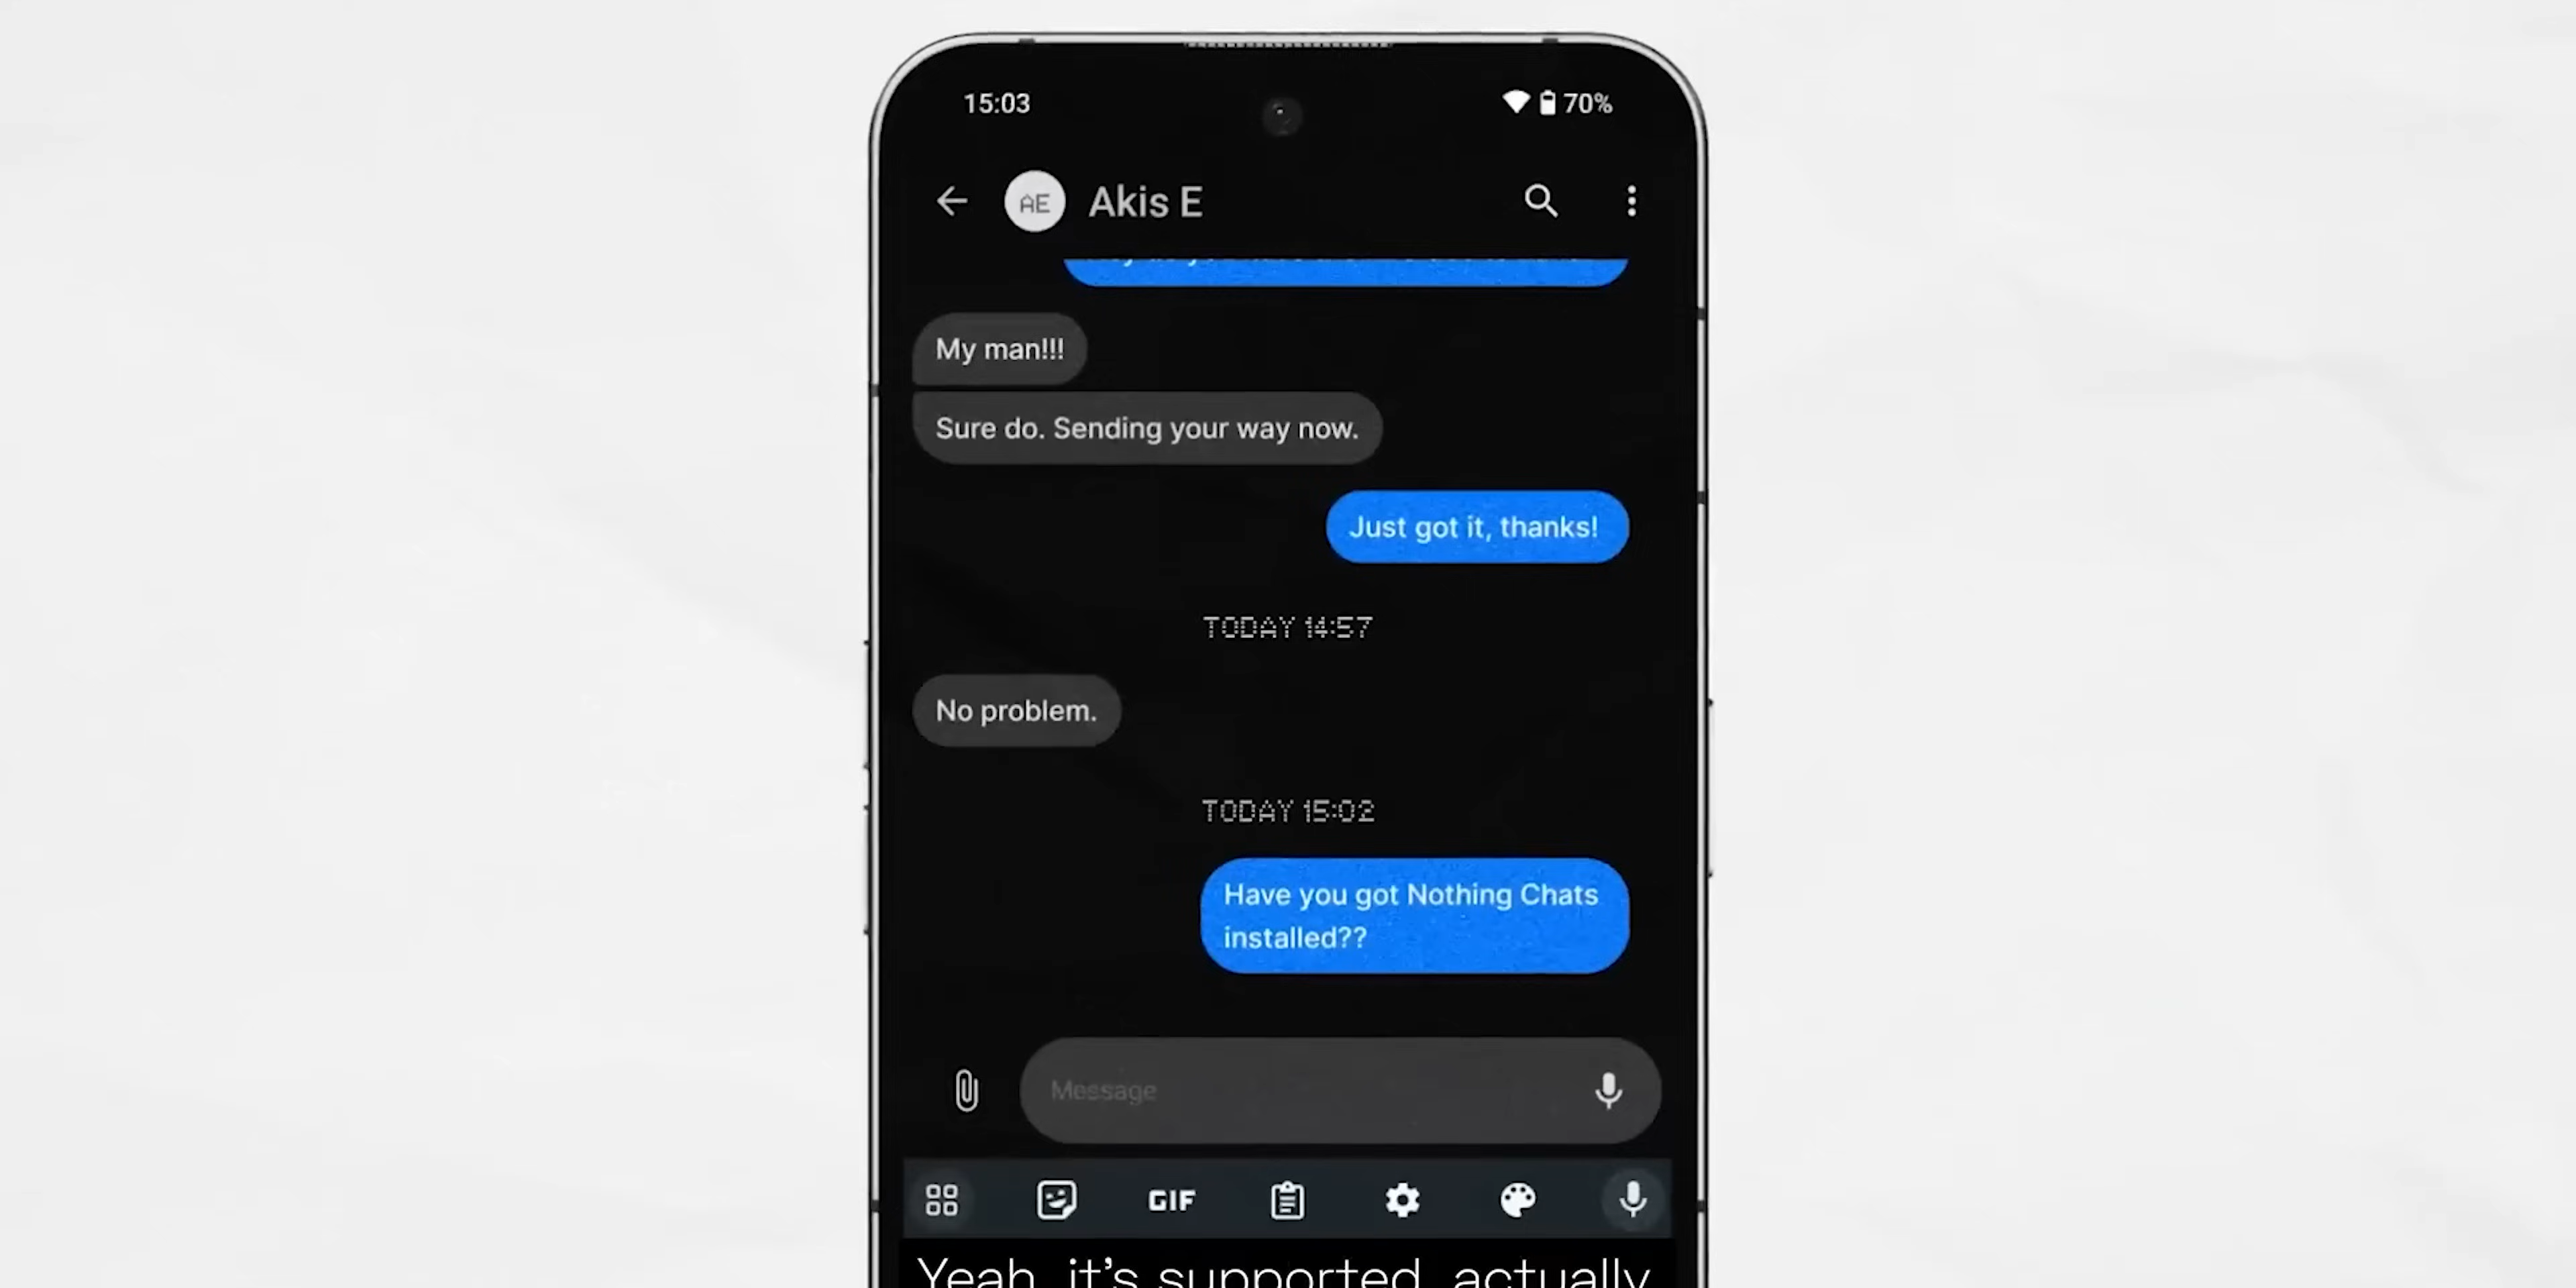 15:03
70%
AE
Akis E
My man!!!
Sure do. Sending your way now.
Just got it, thanks!
TODAY 14:57
No problem.
TODAY 15:02
Have you got Nothing Chats
installed??
Message
GIF
Yeah, it's supported, actually